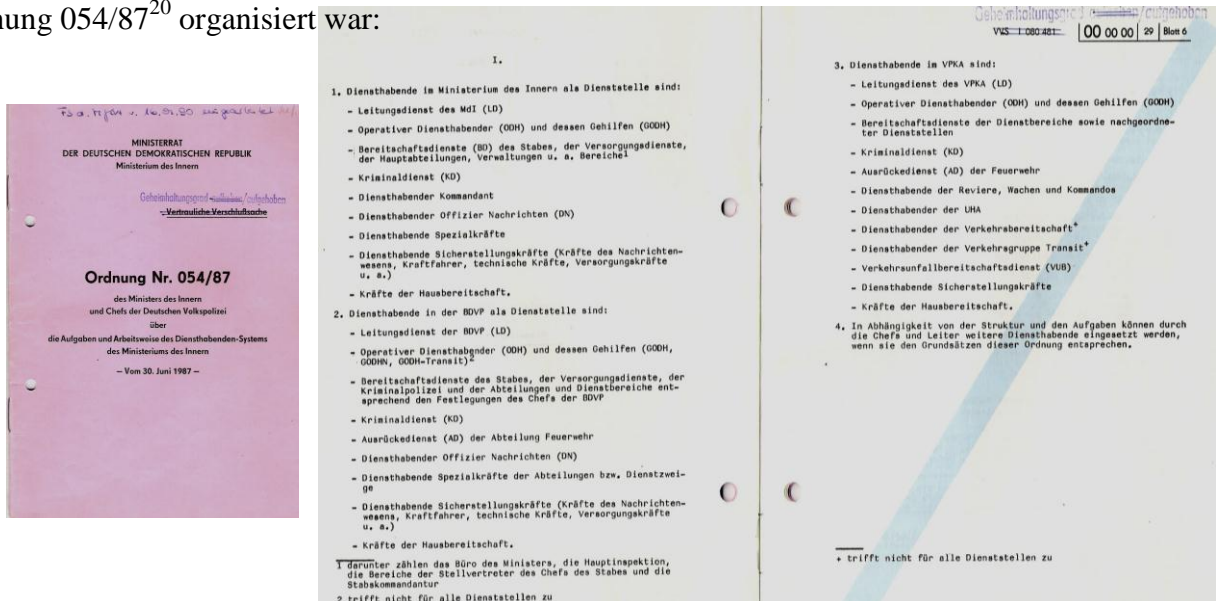 nung 054/87²⁰ organisiert war:
MINISTERRAT
DER DEUTSCHEN DEMOKRATISCHEN REPUBLIK
Ministerium des Innern
Geheimhaltungsgrad /aufgehoben
Vertrauliche Verschlußsache
Ordnung Nr. 054/87
des Ministers des Innern
und Chefs der Deutschen Volkspolizei
über
die Aufgaben und Arbeitsweise des Diensthabenden-Systems
des Ministeriums des Innern
– Vom 30. Juni 1987 –
I.
1. Diensthabende im Ministerium des Innern als Dienststelle sind:
- Leitungsdienst des MdI (LD)
- Operativer Diensthabender (ODH) und dessen Gehilfen (GODH)
- Bereitschaftsdienste (BD) des Stabes, der Versorgungsdienste,
der Hauptabteilungen, Verwaltungen u. a. Bereiche¹
- Kriminaldienst (KD)
- Diensthabender Kommandant
- Diensthabender Offizier Nachrichten (DN)
- Diensthabende Spezialkräfte
- Diensthabende Sicherstellungskräfte (Kräfte des Nachrichten-
wesens, Kraftfahrer, technische Kräfte, Versorgungskräfte
u. a.)
- Kräfte der Hausbereitschaft.
2. Diensthabende in der BDVP als Dienststelle sind:
- Leitungsdienst der BDVP (LD)
- Operativer Diensthabender (ODH) und dessen Gehilfen (GODH,
GODHN, GODH-Transit)²
- Bereitschaftsdienste des Stabes, der Versorgungsdienste, der
Kriminalpolizei und der Abteilungen und Dienstbereiche ent-
sprechend den Festlegungen des Chefs der BDVP
- Kriminaldienst (KD)
- Ausrückedienst (AD) der Abteilung Feuerwehr
- Diensthabender Offizier Nachrichten (DN)
- Diensthabende Spezialkräfte der Abteilungen bzw. Dienstzwei-
ge
- Diensthabende Sicherstellungskräfte (Kräfte des Nachrichten-
wesens, Kraftfahrer, technische Kräfte, Versorgungskräfte
u. a.)
- Kräfte der Hausbereitschaft.
1 darunter zählen das Büro des Ministers, die Hauptinspektion,
die Bereiche der Stellvertreter des Chefs des Stabes und die
Stabskommandantur
2 trifft nicht für alle Dienststellen zu
Geheimhaltungsgrad /aufgehoben
VVS I 080 481 00 00 00 29 Blatt 6
3. Diensthabende im VPKA sind:
- Leitungsdienst des VPKA (LD)
- Operativer Diensthabender (ODH) und dessen Gehilfen (GODH)
- Bereitschaftsdienste der Dienstbereiche sowie nachgeordne-
ter Dienststellen
- Kriminaldienst (KD)
- Ausrückedienst (AD) der Feuerwehr
- Diensthabende der Reviere, Wachen und Kommandos
- Diensthabender der UHA
- Diensthabender der Verkehrsbereitschaft⁺
- Diensthabender der Verkehrsgruppe Transit⁺
- Verkehrsunfallbereitschaftsdienst (VUB)
- Diensthabende Sicherstellungskräfte
- Kräfte der Hausbereitschaft.
4. In Abhängigkeit von der Struktur und den Aufgaben können durch
die Chefs und Leiter weitere Diensthabende eingesetzt werden,
wenn sie den Grundsätzen dieser Ordnung entsprechen.
+ trifft nicht für alle Dienststellen zu